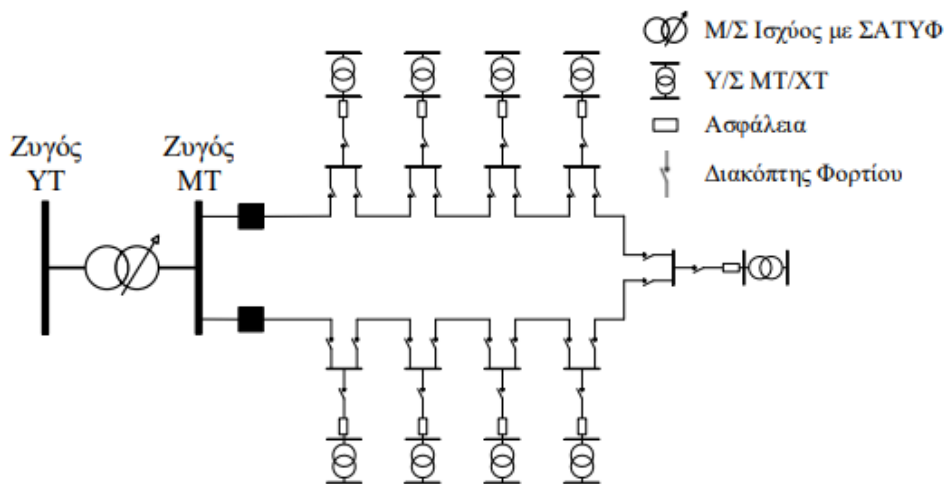 Μ/Σ Ισχύος με ΣΑΤΥΦ
Υ/Σ ΜΤ/ΧΤ
Ασφάλεια
Διακόπτης Φορτίου
Ζυγός
ΥΤ
Ζυγός
ΜΤ